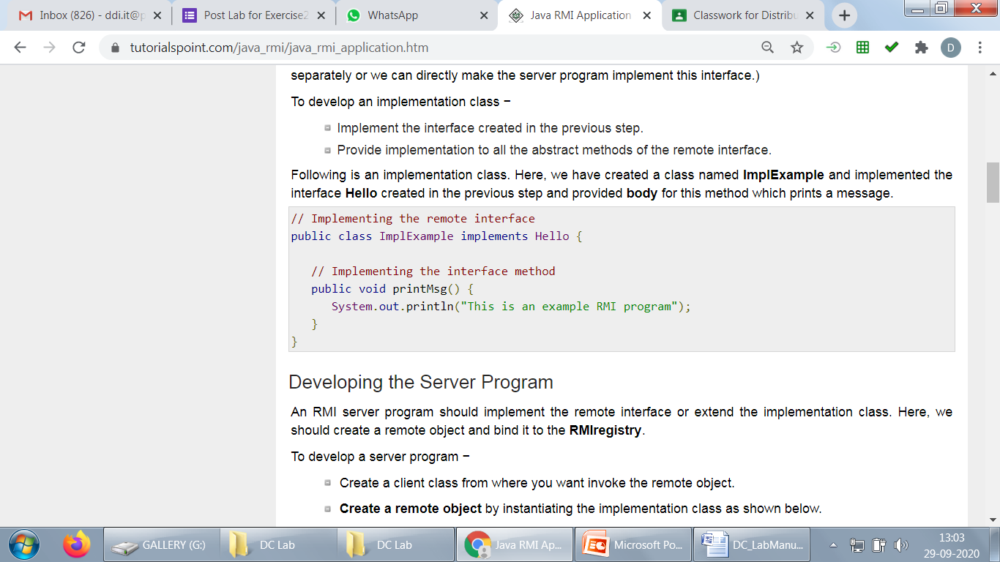 Inbox (826) - ddi.it@p
Post Lab for Exercise2
WhatsApp
Java RMI Application
Classwork for Distribu
tutorialspoint.com/java_rmi/java_rmi_application.htm
D
separately or we can directly make the server program implement this interface.)
To develop an implementation class −
Implement the interface created in the previous step.
Provide implementation to all the abstract methods of the remote interface.
Following is an implementation class. Here, we have created a class named ImplExample and implemented the
interface Hello created in the previous step and provided body for this method which prints a message.
// Implementing the remote interface
public class ImplExample implements Hello {
// Implementing the interface method
public void printMsg() {
System.out.println("This is an example RMI program");
}
}
Developing the Server Program
An RMI server program should implement the remote interface or extend the implementation class. Here, we
should create a remote object and bind it to the RMIregistry.
To develop a server program −
Create a client class from where you want invoke the remote object.
Create a remote object by instantiating the implementation class as shown below.
GALLERY (G:)
DC Lab
DC Lab
Java RMI Ap...
Microsoft Po...
DC_LabManu...
13:03
29-09-2020